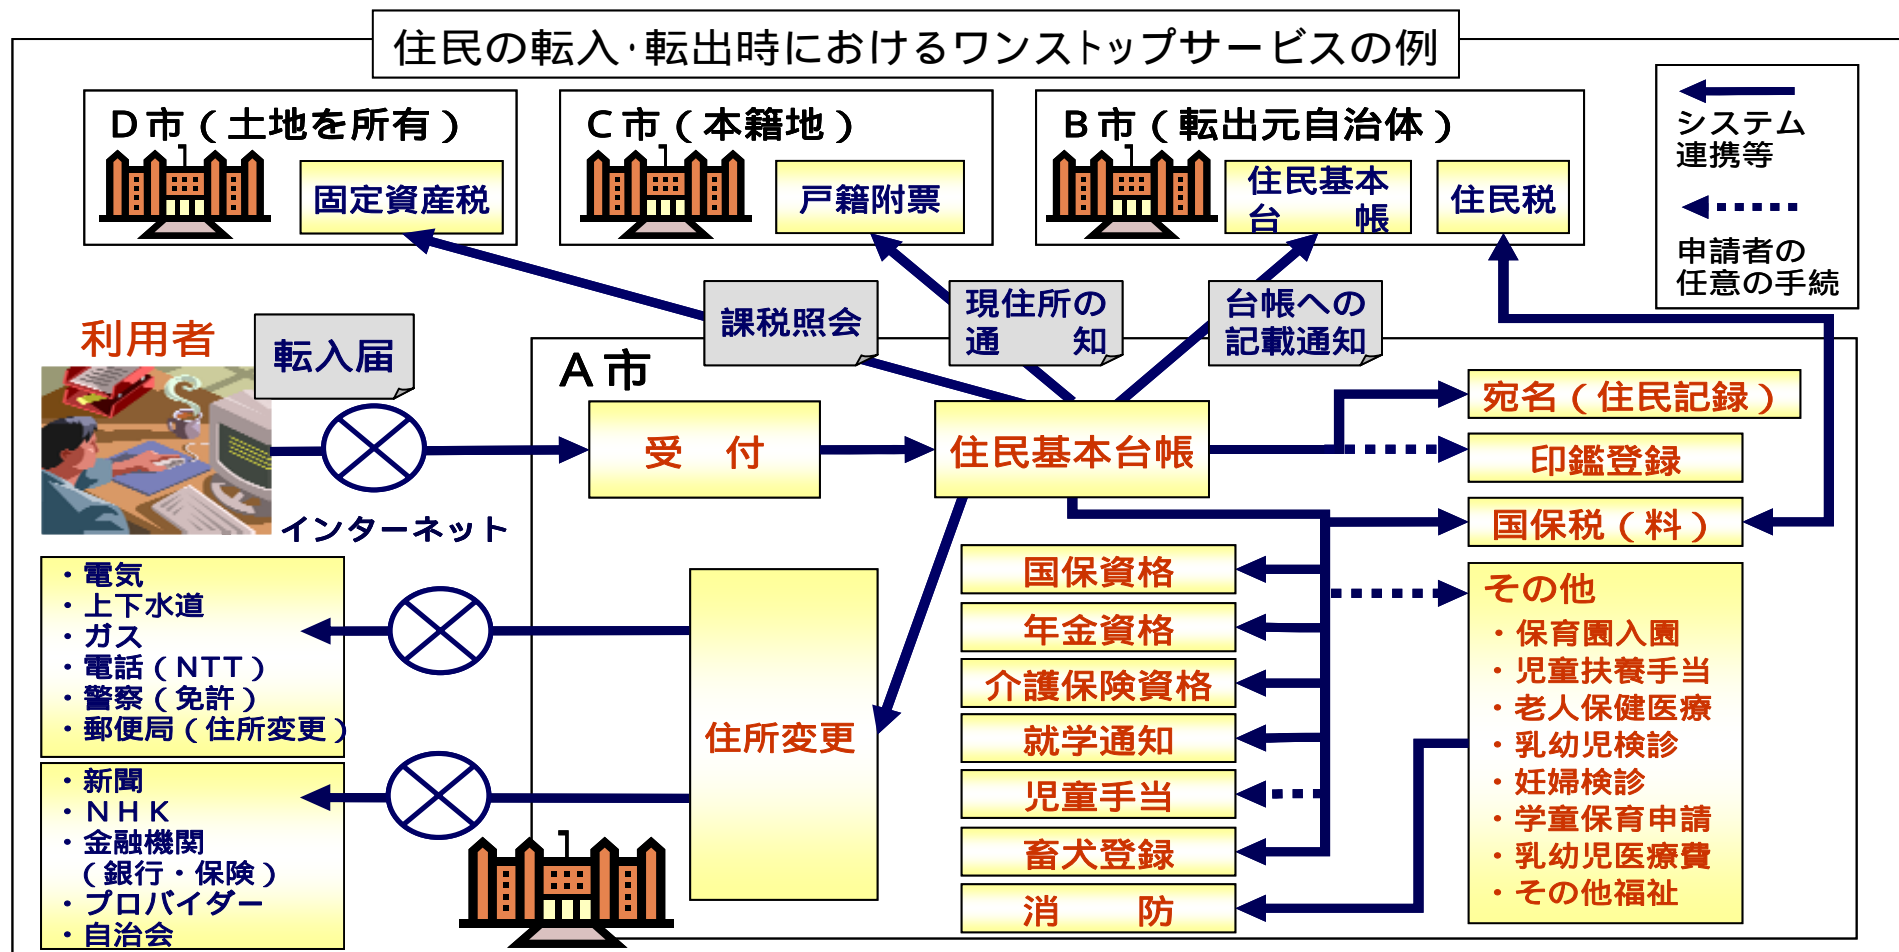 住民の転入・転出時におけるワンストップサービスの例
D市（土地を所有）
固定資産税
C市（本籍地）
戸籍附票
B市（転出元自治体）
住民基本
台　　帳
住民税
システム
連携等
申請者の
任意の手続
課税照会
現住所の
通　　知
台帳への
記載通知
利用者
転入届
インターネット
A市
受　付
住民基本台帳
宛名（住民記録）
印鑑登録
国保税（料）
国保資格
年金資格
介護保険資格
就学通知
児童手当
畜犬登録
消　　防
その他
・保育園入園
・児童扶養手当
・老人保健医療
・乳幼児検診
・妊婦検診
・学童保育申請
・乳幼児医療費
・その他福祉
住所変更
・電気
・上下水道
・ガス
・電話（NTT）
・警察（免許）
・郵便局（住所変更）
・新聞
・NHK
・金融機関
（銀行・保険）
・プロバイダー
・自治会